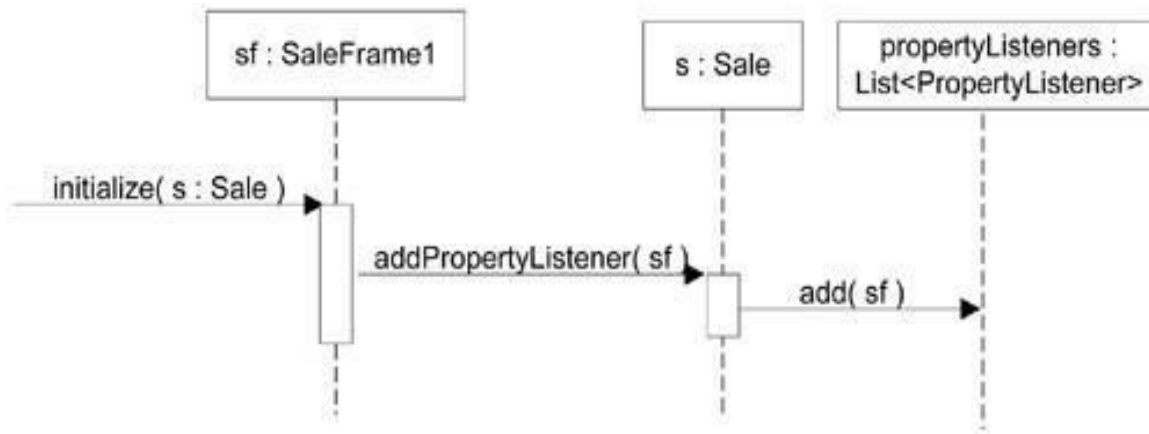 sf : SaleFrame1
s : Sale
propertyListeners :
List<PropertyListener>
initialize( s : Sale )
addPropertyListener( sf )
add( sf )